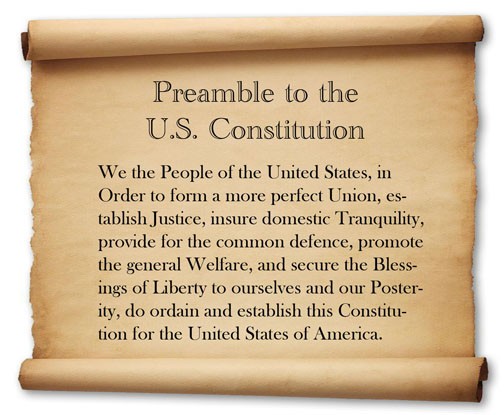 Preamble to the
U.S. Constitution
We the People of the United States, in
Order to form a more perfect Union, es-
tablish Justice, insure domestic Tranquility,
provide for the common defence, promote
the general Welfare, and secure the Bless-
ings of Liberty to ourselves and our Poster-
ity, do ordain and establish this Constitu-
tion for the United States of America.